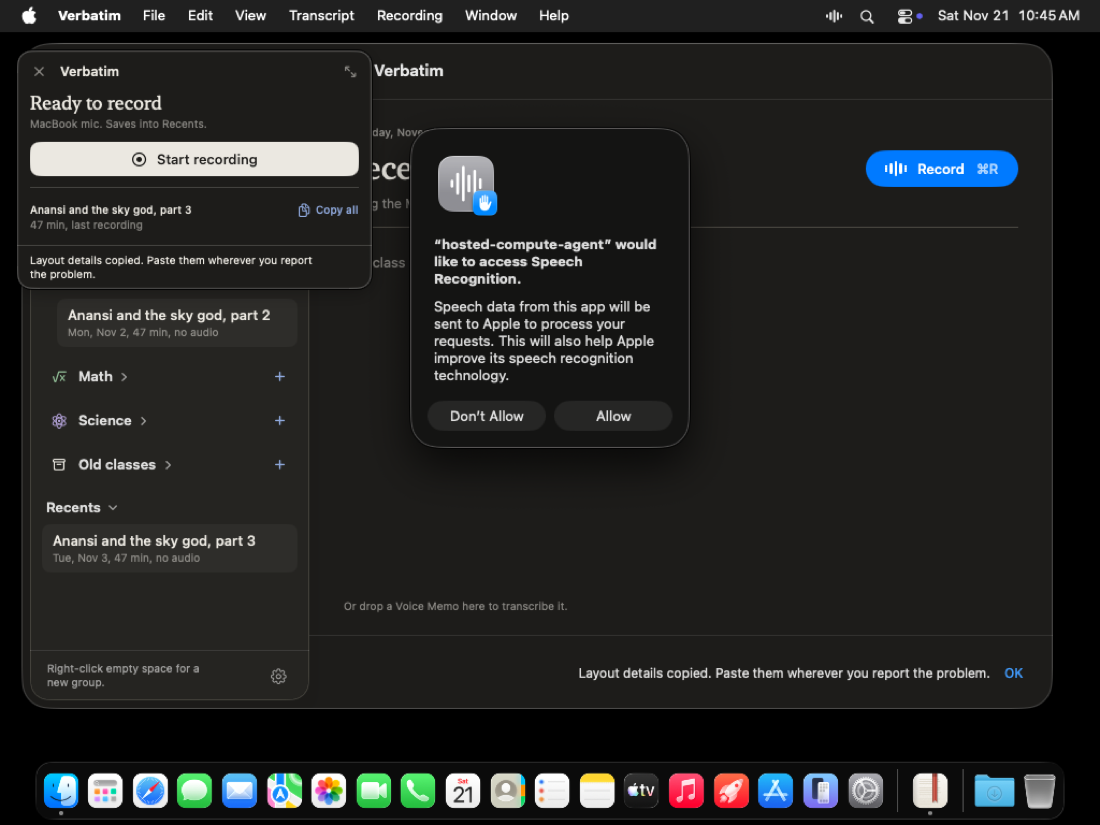 Verbatim File Edit View Transcript Recording Window Help Sat Nov 21 10:45 AM
Verbatim
Ready to record
MacBook mic. Saves into Recents.
Start recording
Anansi and the sky god, part 3
Copy all
47 min, last recording
Layout details copied. Paste them wherever you report
the problem.
Anansi and the sky god, part 2
Mon, Nov 2, 47 min, no audio
Math
Science
Old classes
Recents
Anansi and the sky god, part 3
Tue, Nov 3, 47 min, no audio
Right-click empty space for a
new group.
Verbatim
Record ⌘R
class
“hosted-compute-agent” would
like to access Speech
Recognition.
Speech data from this app will be
sent to Apple to process your
requests. This will also help Apple
improve its speech recognition
technology.
Don’t Allow
Allow
Or drop a Voice Memo here to transcribe it.
Layout details copied. Paste them wherever you report the problem. OK
Sat
21
tv